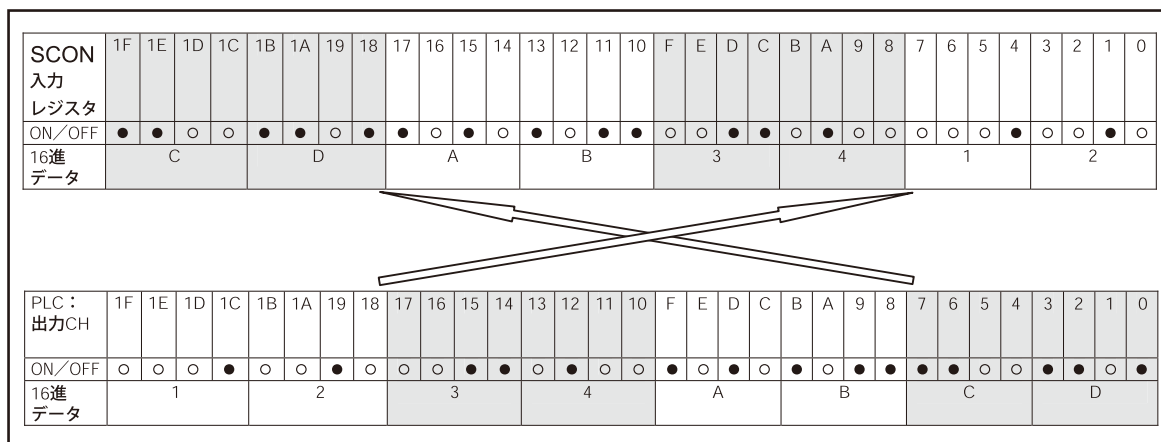 SCON 入力 レジスタ 1F 1E 1D 1C 1B 1A 19 18 17 16 15 14 13 12 11 10 F E D C B A 9 8 7 6 5 4 3 2 1 0
ON/OFF ● ● ○ ○ ● ● ○ ● ● ○ ● ○ ● ○ ● ● ○ ○ ● ● ○ ● ○ ○ ○ ○ ○ ● ○ ○ ● ○
16進 データ C D A B 3 4 1 2
PLC: 出力CH 1F 1E 1D 1C 1B 1A 19 18 17 16 15 14 13 12 11 10 F E D C B A 9 8 7 6 5 4 3 2 1 0
ON/OFF ○ ○ ○ ● ○ ○ ● ○ ○ ○ ● ● ○ ● ○ ○ ● ○ ● ○ ● ○ ● ● ● ● ○ ○ ● ● ○ ●
16進 データ 1 2 3 4 A B C D